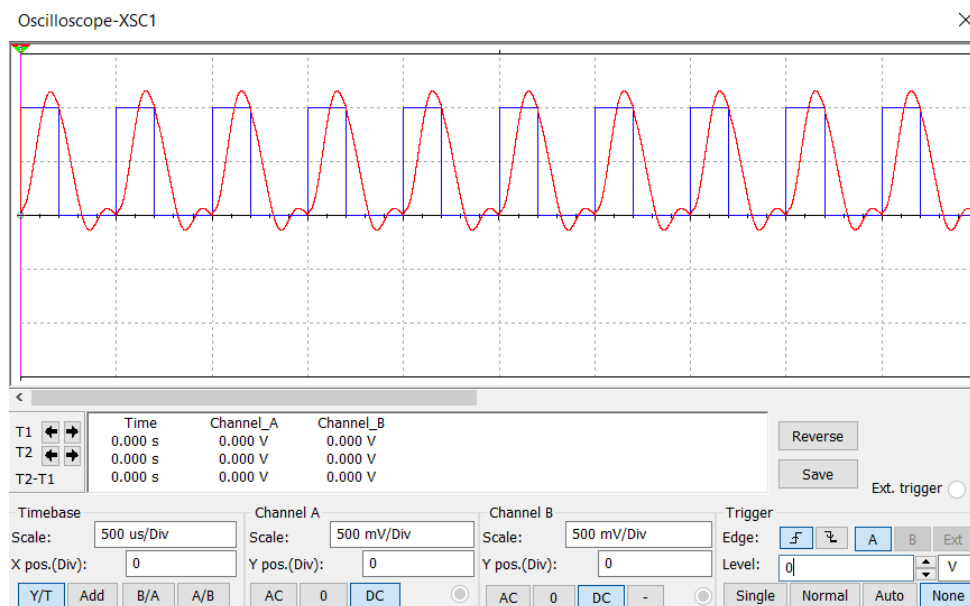 Oscilloscope-XSC1
Time Channel_A Channel_B
T1 0.000 s 0.000 V 0.000 V
T2 0.000 s 0.000 V 0.000 V
T2-T1 0.000 s 0.000 V 0.000 V
Reverse
Save
Ext. trigger
Timebase
Scale: 500 us/Div
X pos.(Div): 0
Y/T Add B/A A/B
Channel A
Scale: 500 mV/Div
Y pos.(Div): 0
AC 0 DC
Channel B
Scale: 500 mV/Div
Y pos.(Div): 0
AC 0 DC -
Trigger
Edge: A B Ext
Level: 0 V
Single Normal Auto None